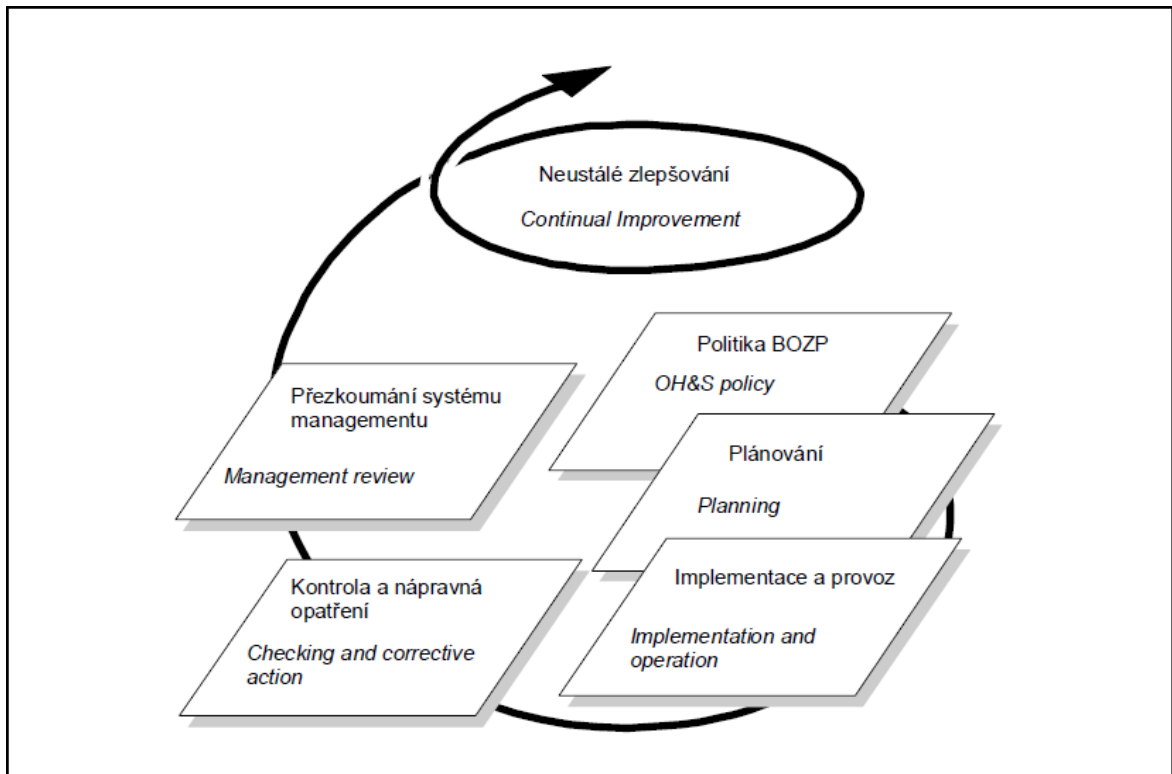 Neustálé zlepšování
Continual Improvement
Politika BOZP
OH&S policy
Plánování
Planning
Implementace a provoz
Implementation and
operation
Kontrola a nápravná
opatření
Checking and corrective
action
Přezkoumání systému
managementu
Management review